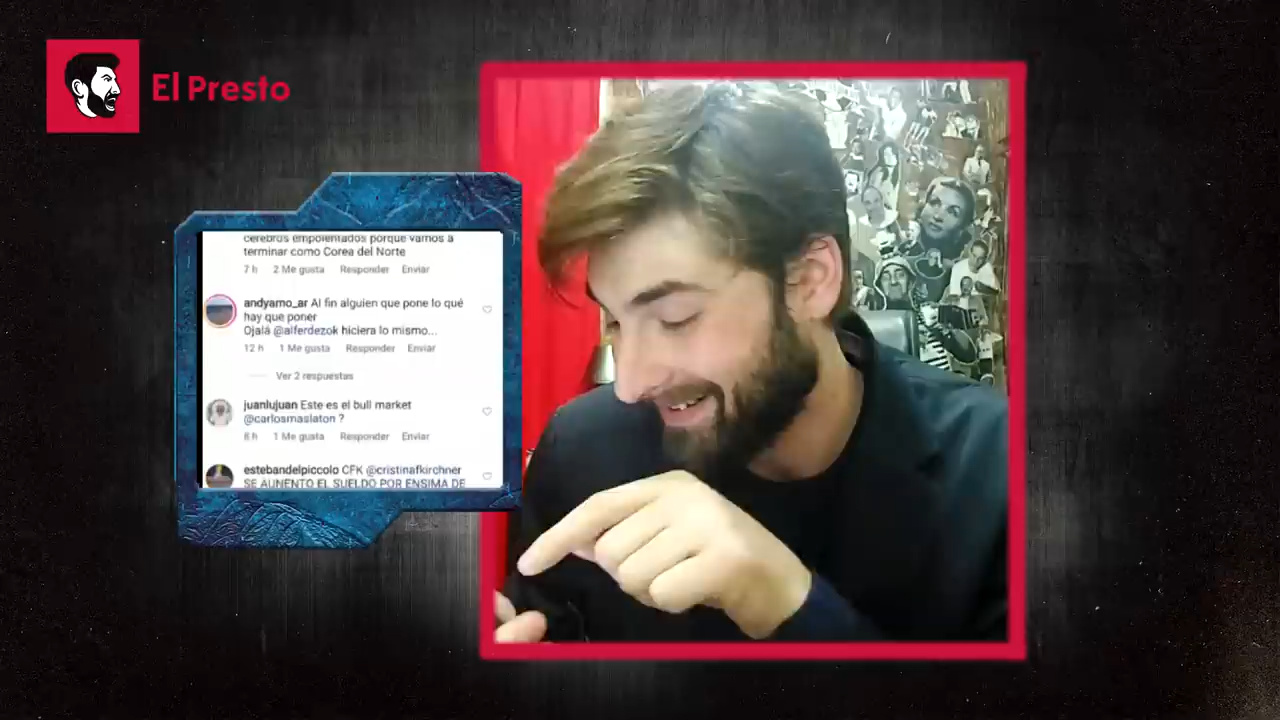 El Presto
cerebros empolentados porque vamos a
terminar como Corea del Norte
7 h 2 Me gusta Responder Enviar
andyamo_ar Al fin alguien que pone lo qué
hay que poner
Ojalá @alferdezok hiciera lo mismo...
12 h 1 Me gusta Responder Enviar
Ver 2 respuestas
juanlujuan Este es el bull market
@carlosmaslaton ?
8 h 1 Me gusta Responder Enviar
estebandelpiccolo CFK @cristinafkirchner
SE AUMENTO EL SUELDO POR ENSIMA DE